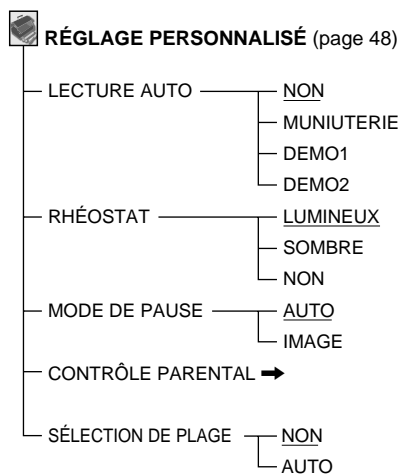 RÉGLAGE PERSONNALISÉ (page 48)
LECTURE AUTO NON
MUNIUTERIE
DEMO1
DEMO2
RHÉOSTAT LUMINEUX
SOMBRE
NON
MODE DE PAUSE AUTO
IMAGE
CONTRÔLE PARENTAL ➡
SÉLECTION DE PLAGE NON
AUTO